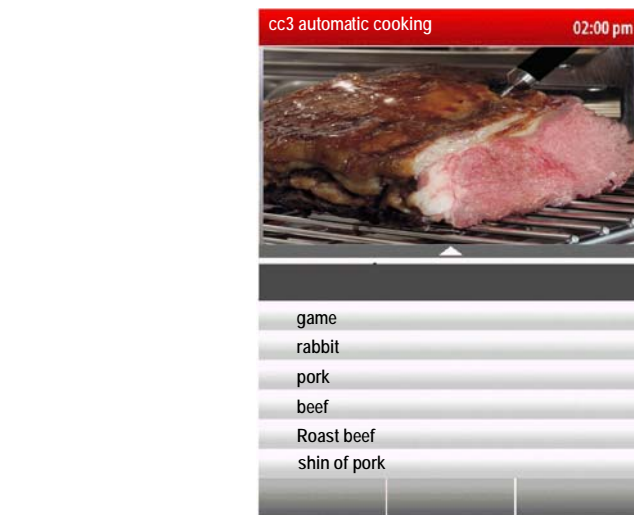 cc3 automatic cooking 02:00 pm
game
rabbit
pork
beef
Roast beef
shin of pork